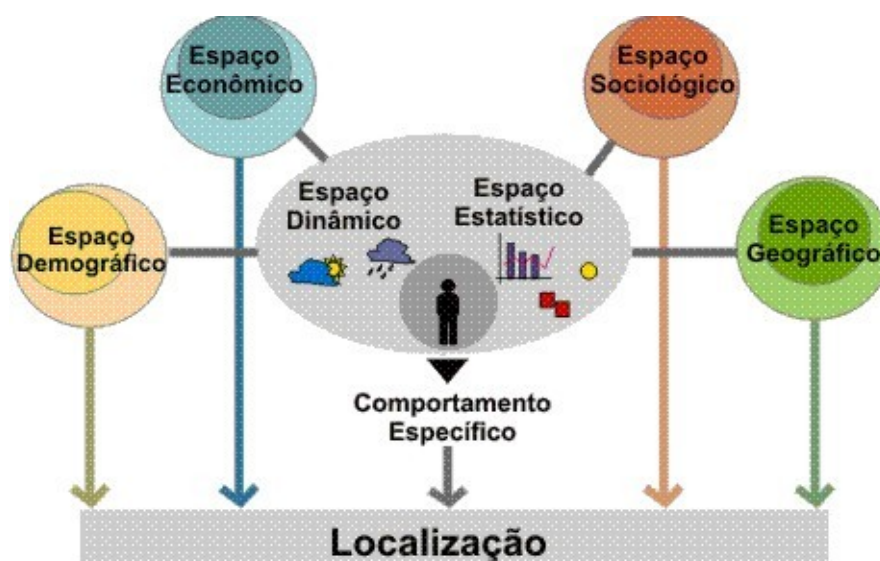 Espaço
Econômico
Espaço
Sociológico
Espaço
Dinâmico
Espaço
Estatístico
Espaço
Demográfico
Espaço
Geográfico
Comportamento
Específico
Localização